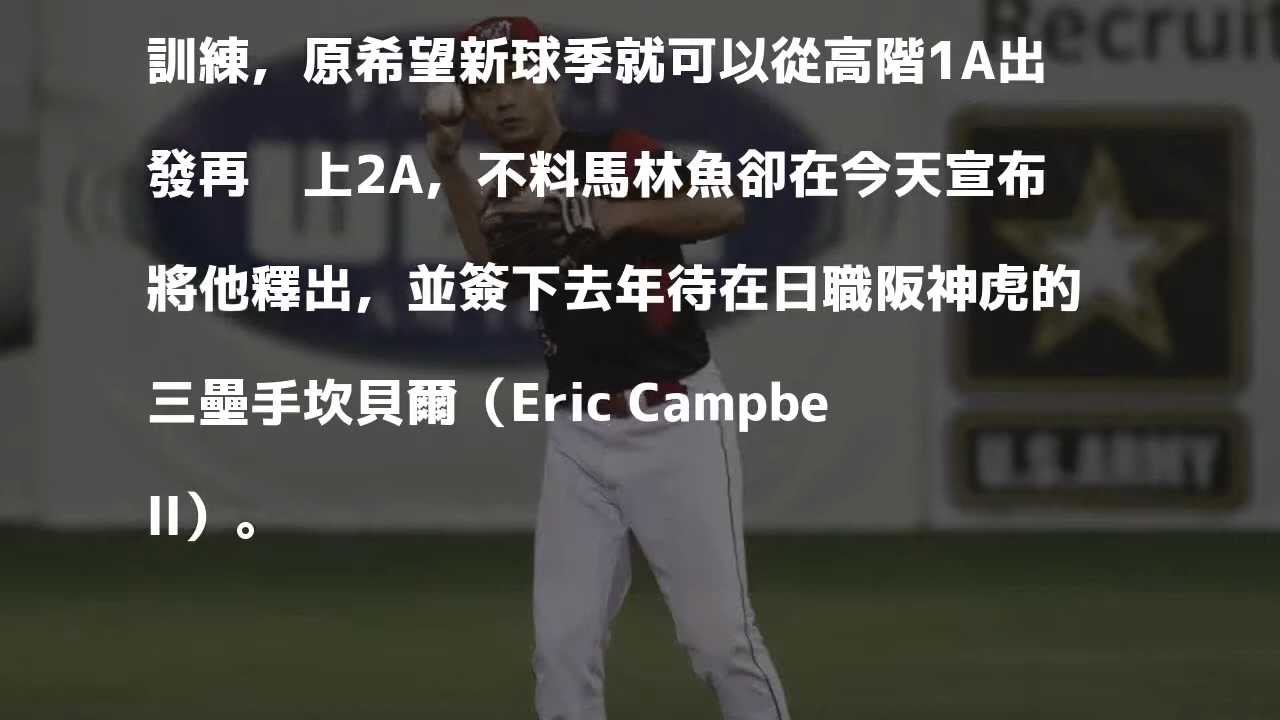 Recruit
訓練，原希望新球季就可以從高階1A出
發再　上2A，不料馬林魚卻在今天宣布
將他釋出，並簽下去年待在日職阪神虎的
三壘手坎貝爾（Eric Campbe
ll）。
U.S.ARMY